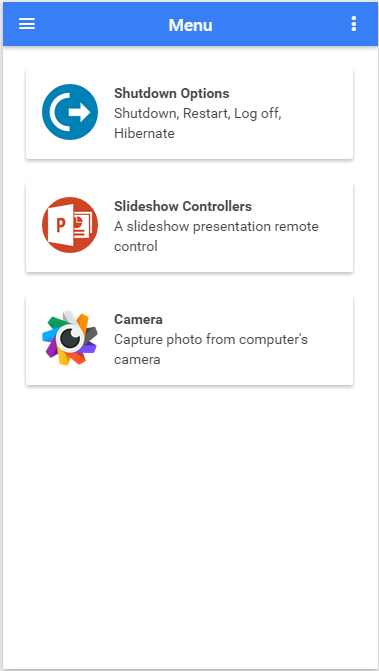 Menu
Shutdown Options
Shutdown, Restart, Log off,
Hibernate
P
Slideshow Controllers
A slideshow presentation remote
control
Camera
Capture photo from computer's
camera